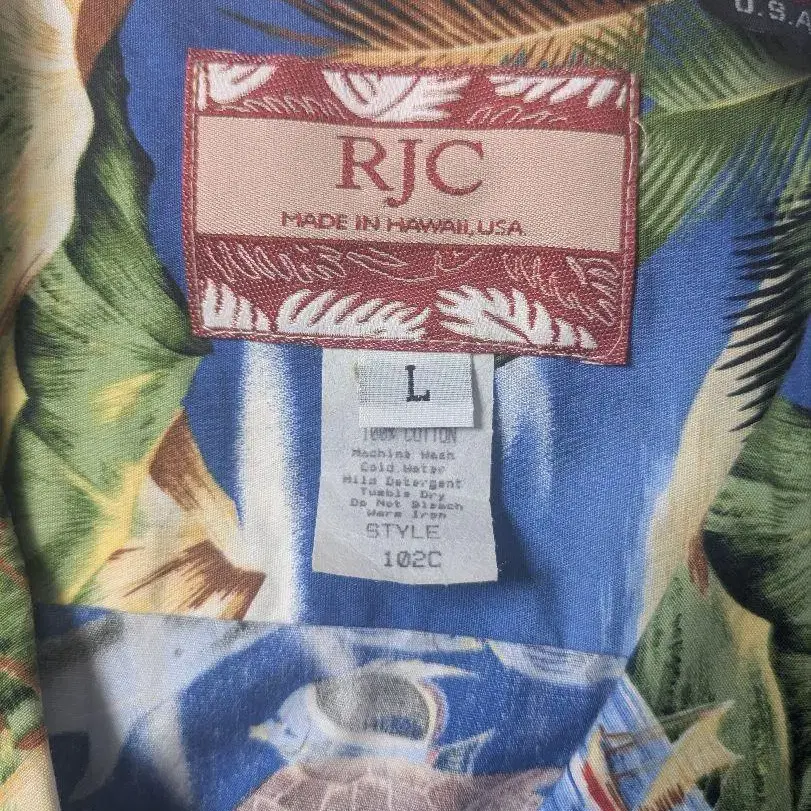 U.S.A
RJC
MADE IN HAWAII, USA
L
100% COTTON
Machine Wash
Cold Water
Mild Detergent
Tumble Dry
Do Not Bleach
Warm Iron
STYLE
102C